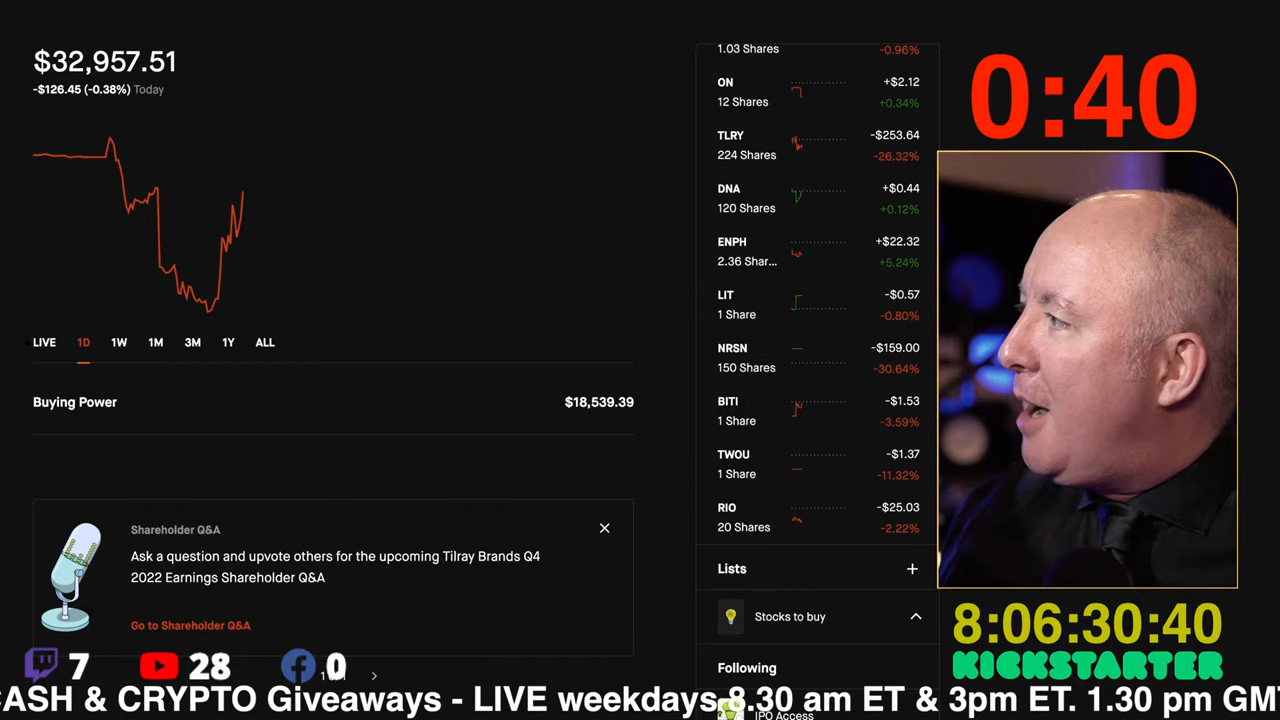 $32,957.51
-$126.45 (-0.38%) Today
LIVE 1D 1W 1M 3M 1Y ALL
Buying Power $18,539.39
Shareholder Q&A
Ask a question and upvote others for the upcoming Tilray Brands Q4
2022 Earnings Shareholder Q&A
Go to Shareholder Q&A
1.03 Shares -0.96%
ON +$2.12
12 Shares +0.34%
TLRY -$253.64
224 Shares -26.32%
DNA +$0.44
120 Shares +0.12%
ENPH +$22.32
2.36 Shar... +5.24%
LIT -$0.57
1 Share -0.80%
NRSN -$159.00
150 Shares -30.64%
BITI -$1.53
1 Share -3.59%
TWOU -$1.37
1 Share -11.32%
RIO -$25.03
20 Shares -2.22%
Lists +
Stocks to buy
Following
IPO Access
0:40
8:06:30:40
KICKSTARTER
7 28 0
CASH & CRYPTO Giveaways - LIVE weekdays 8.30 am ET & 3pm ET. 1.30 pm GMT